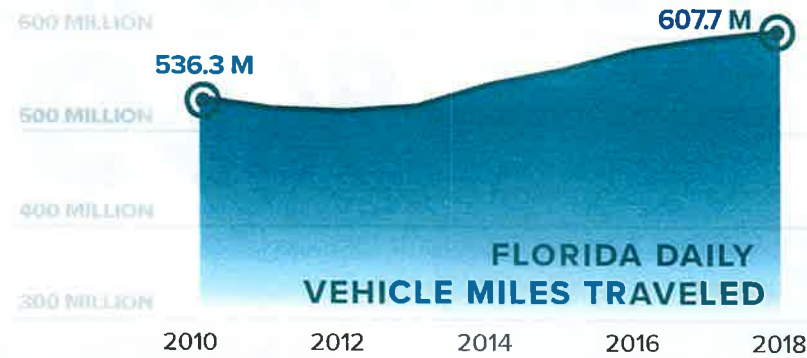 600 MILLION
607.7 M
536.3 M
500 MILLION
400 MILLION
FLORIDA DAILY
VEHICLE MILES TRAVELED
300 MILLION
2010 2012 2014 2016 2018